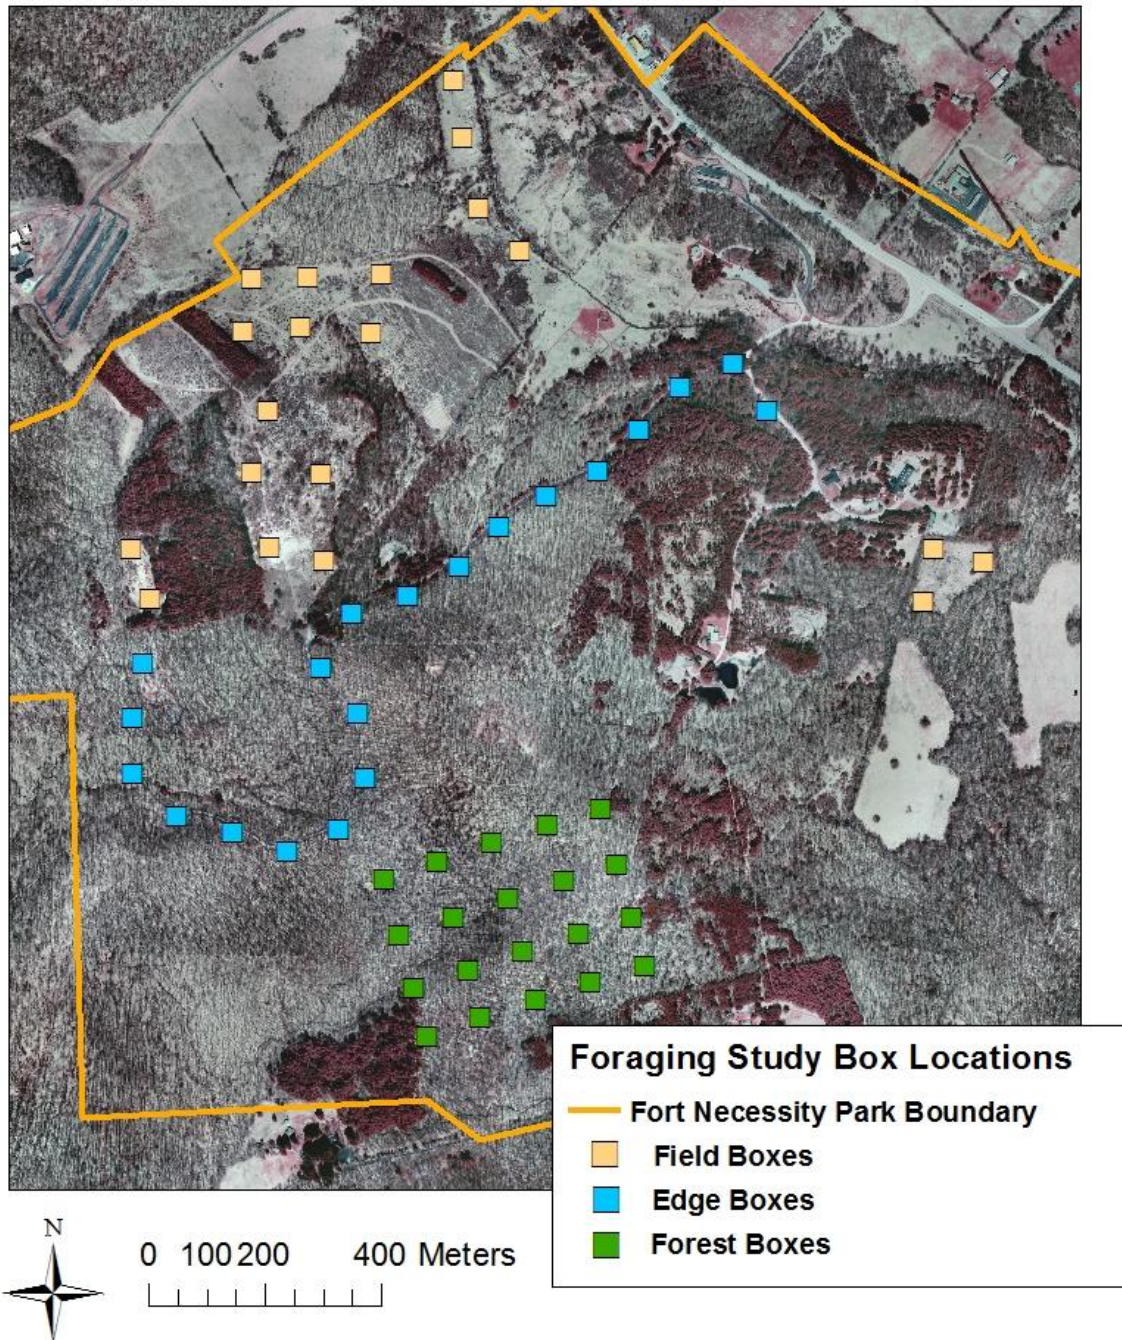 Foraging Study Box Locations
Fort Necessity Park Boundary
Field Boxes
Edge Boxes
Forest Boxes
N
0 100 200 400 Meters